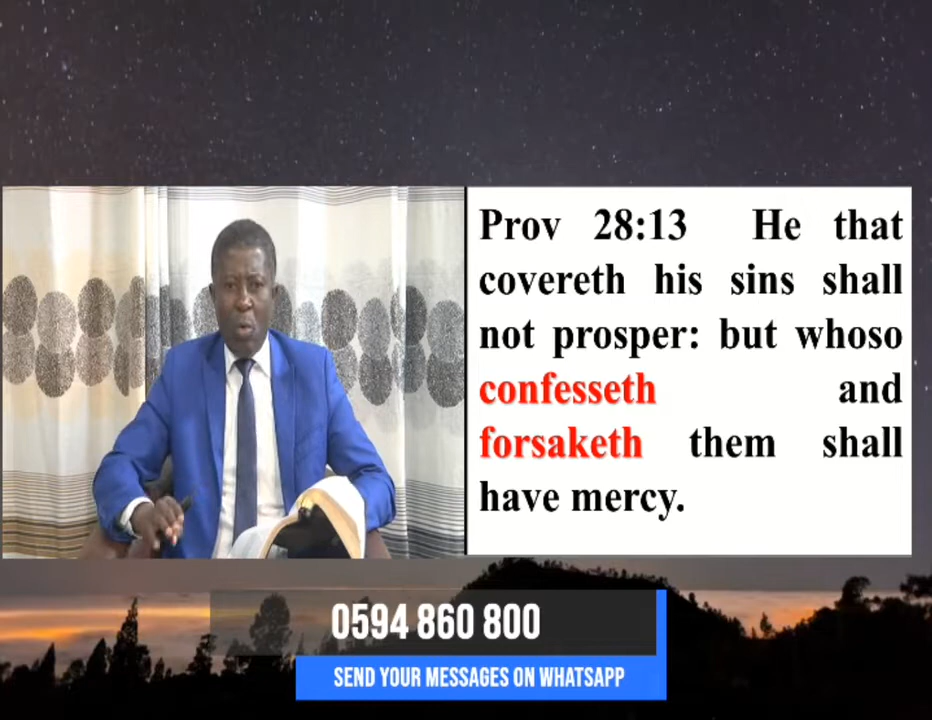 Prov 28:13 He that
covereth his sins shall
not prosper: but whoso
confesseth and
forsaketh them shall
have mercy.
0594 860 800
SEND YOUR MESSAGES ON WHATSAPP